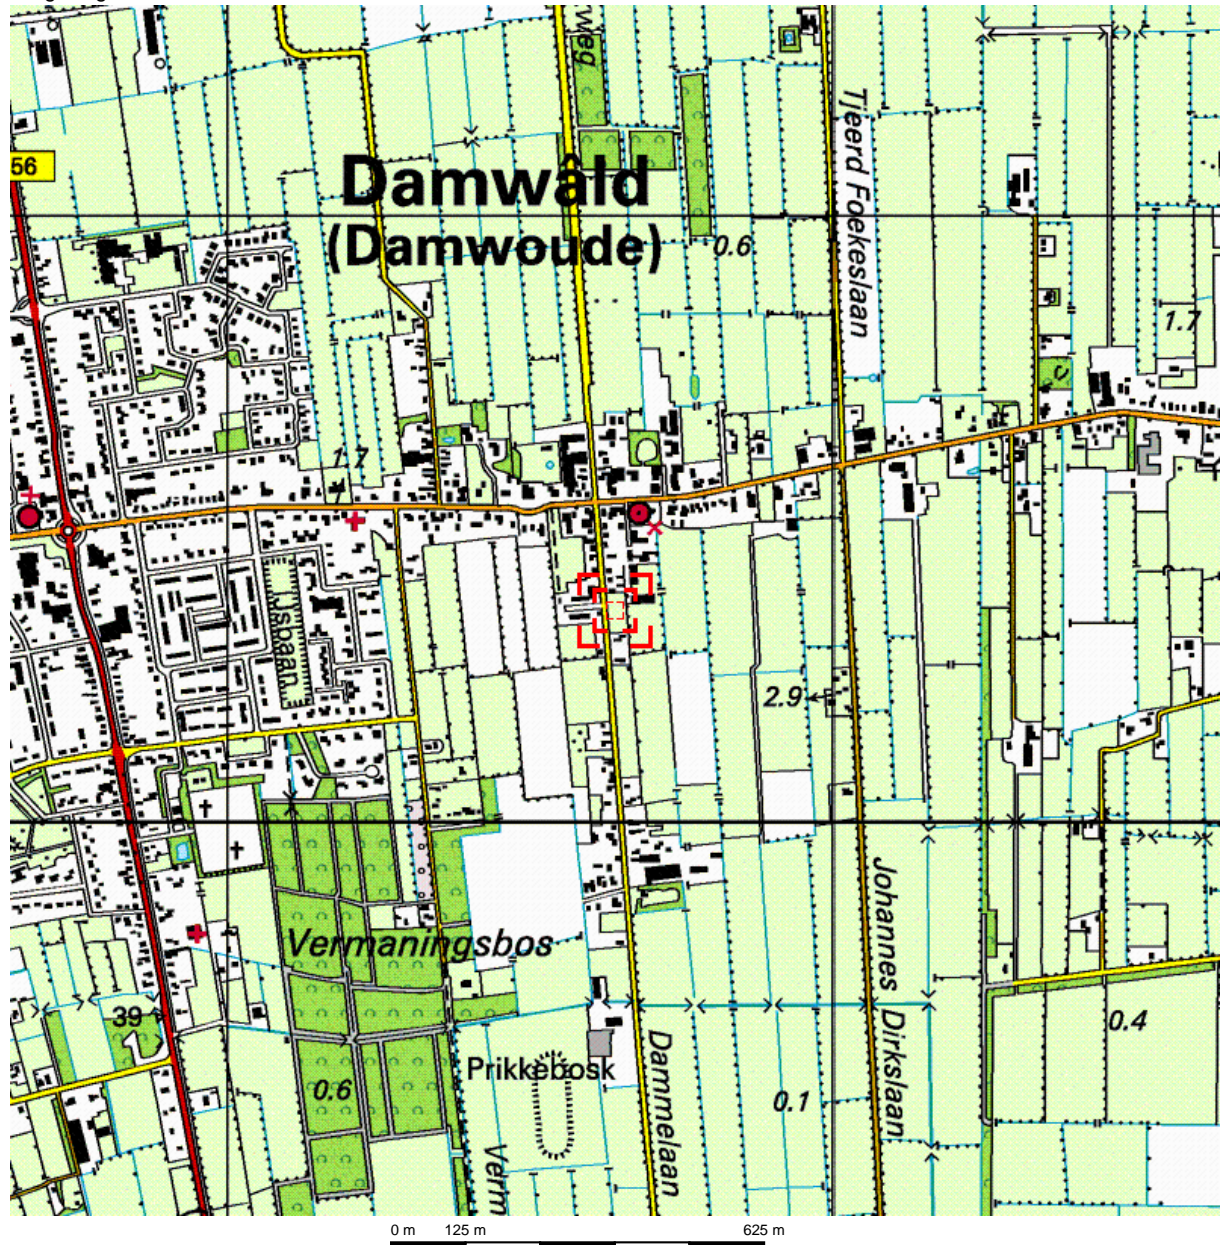 weg
56
Damwâld
(Damwoude)
Tjeerd Foekeslaan
0.6
1.7
1.7
IJsbaan
2.9
Johannes Dirkslaan
Vermaningsbos
39
0.4
Prikkebosk
Dammelaan
0.6
0.1
Verm
0 m 125 m 625 m